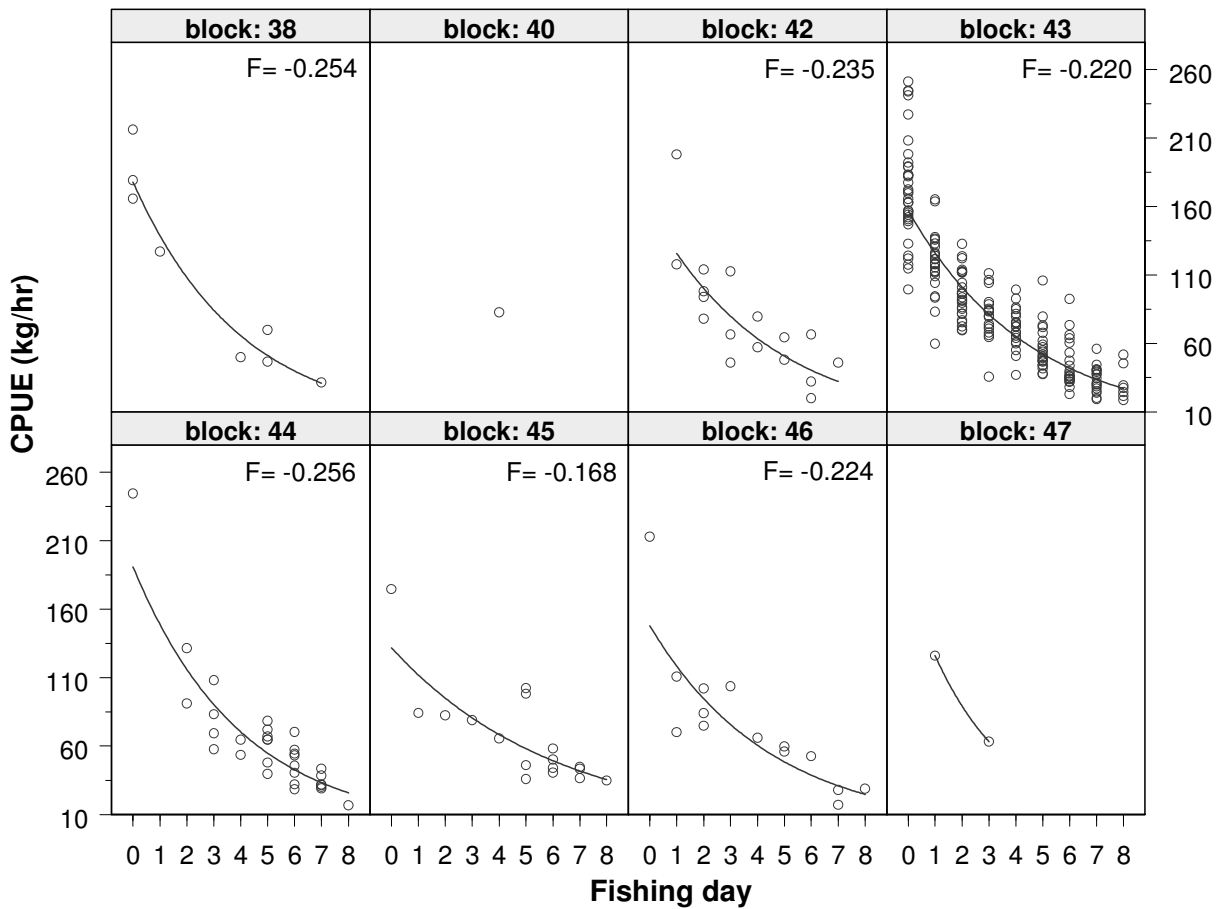 block: 38 block: 40 block: 42 block: 43
F= -0.254 F= -0.235 F= -0.220
260
210
160
110
60
10
CPUE (kg/hr)
block: 44 block: 45 block: 46 block: 47
F= -0.256 F= -0.168 F= -0.224
260
210
160
110
60
10
0 1 2 3 4 5 6 7 8 0 1 2 3 4 5 6 7 8 0 1 2 3 4 5 6 7 8 0 1 2 3 4 5 6 7 8
Fishing day